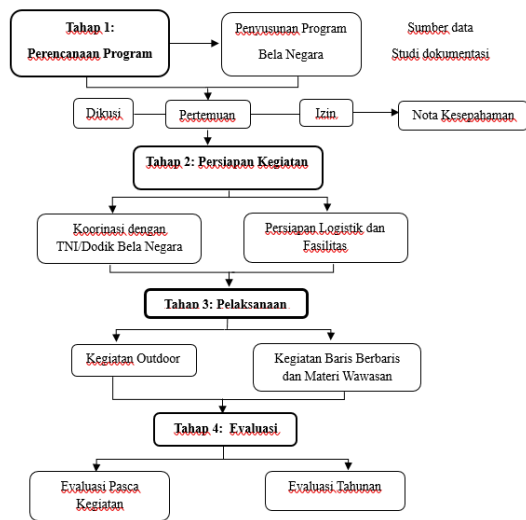 Tahap 1:
Perencanaan Program
Penyusunan Program
Bela Negara
Sumber data
Studi dokumentasi
Dikusi
Pertemuan
Izin
Nota Kesepahaman
Tahap 2: Persiapan Kegiatan
Koorinasi dengan
TNI/Dodik Bela Negara
Persiapan Logistik dan
Fasilitas
Tahap 3: Pelaksanaan
Kegiatan Outdoor
Kegiatan Baris Berbaris
dan Materi Wawasan
Tahap 4: Evaluasi
Evaluasi Pasca
Kegiatan
Evaluasi Tahunan